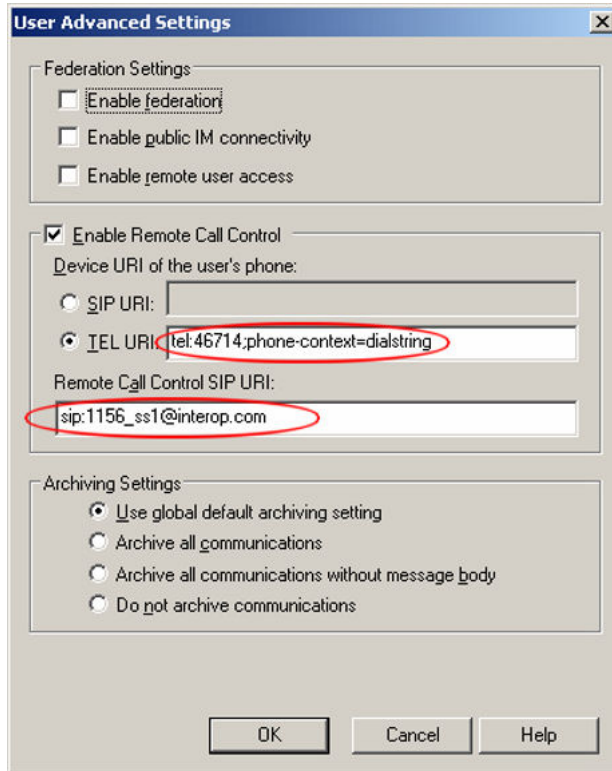 User Advanced Settings
Federation Settings
Enable federation
Enable public IM connectivity
Enable remote user access
Enable Remote Call Control
Device URI of the user's phone:
SIP URI:
TEL URI: tel:46714;phone-context=dialstring
Remote Call Control SIP URI:
sip:1156_ss1@interop.com
Archiving Settings
Use global default archiving setting
Archive all communications
Archive all communications without message body
Do not archive communications
OK Cancel Help